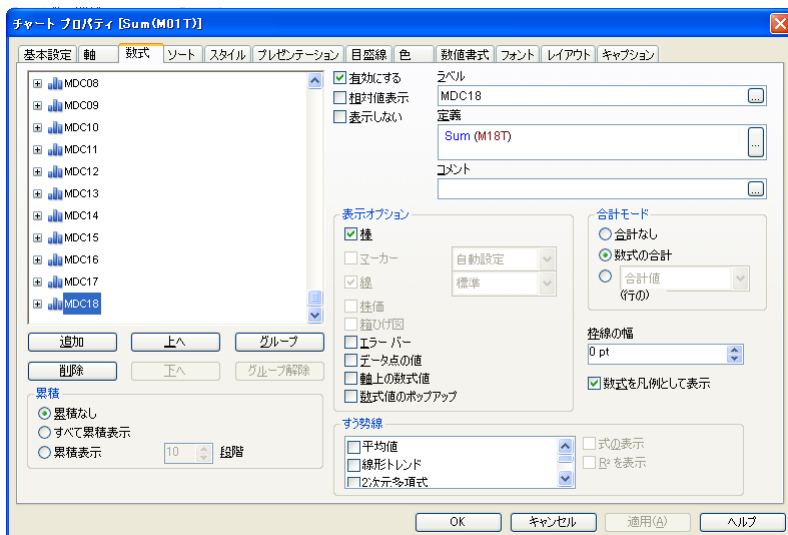 チャート プロパティ [Sum(M01T)]
基本設定 軸 数式 ソート スタイル プレゼンテーション 目盛線 色 数値書式 フォント レイアウト キャプション
MDC08
MDC09
MDC10
MDC11
MDC12
MDC13
MDC14
MDC15
MDC16
MDC17
MDC18
追加 上へ グループ
削除 下へ グループ解除
累積
累積なし
すべて累積表示
累積表示 10 段階
有効にする
相対値表示
表示しない
ラベル
MDC18
...
定義
Sum (M18T)
...
コメント
...
表示オプション
棒
マーカー 自動設定
線 標準
株価
箱ひげ図
エラー バー
データ点の値
軸上の数式値
数式値のポップアップ
合計モード
合計なし
数式の合計
合計値
(行の)
枠線の幅
0 pt
数式を凡例として表示
すう勢線
平均値
線形トレンド
2次元多項式
式の表示
R² を表示
OK キャンセル 適用(A) ヘルプ